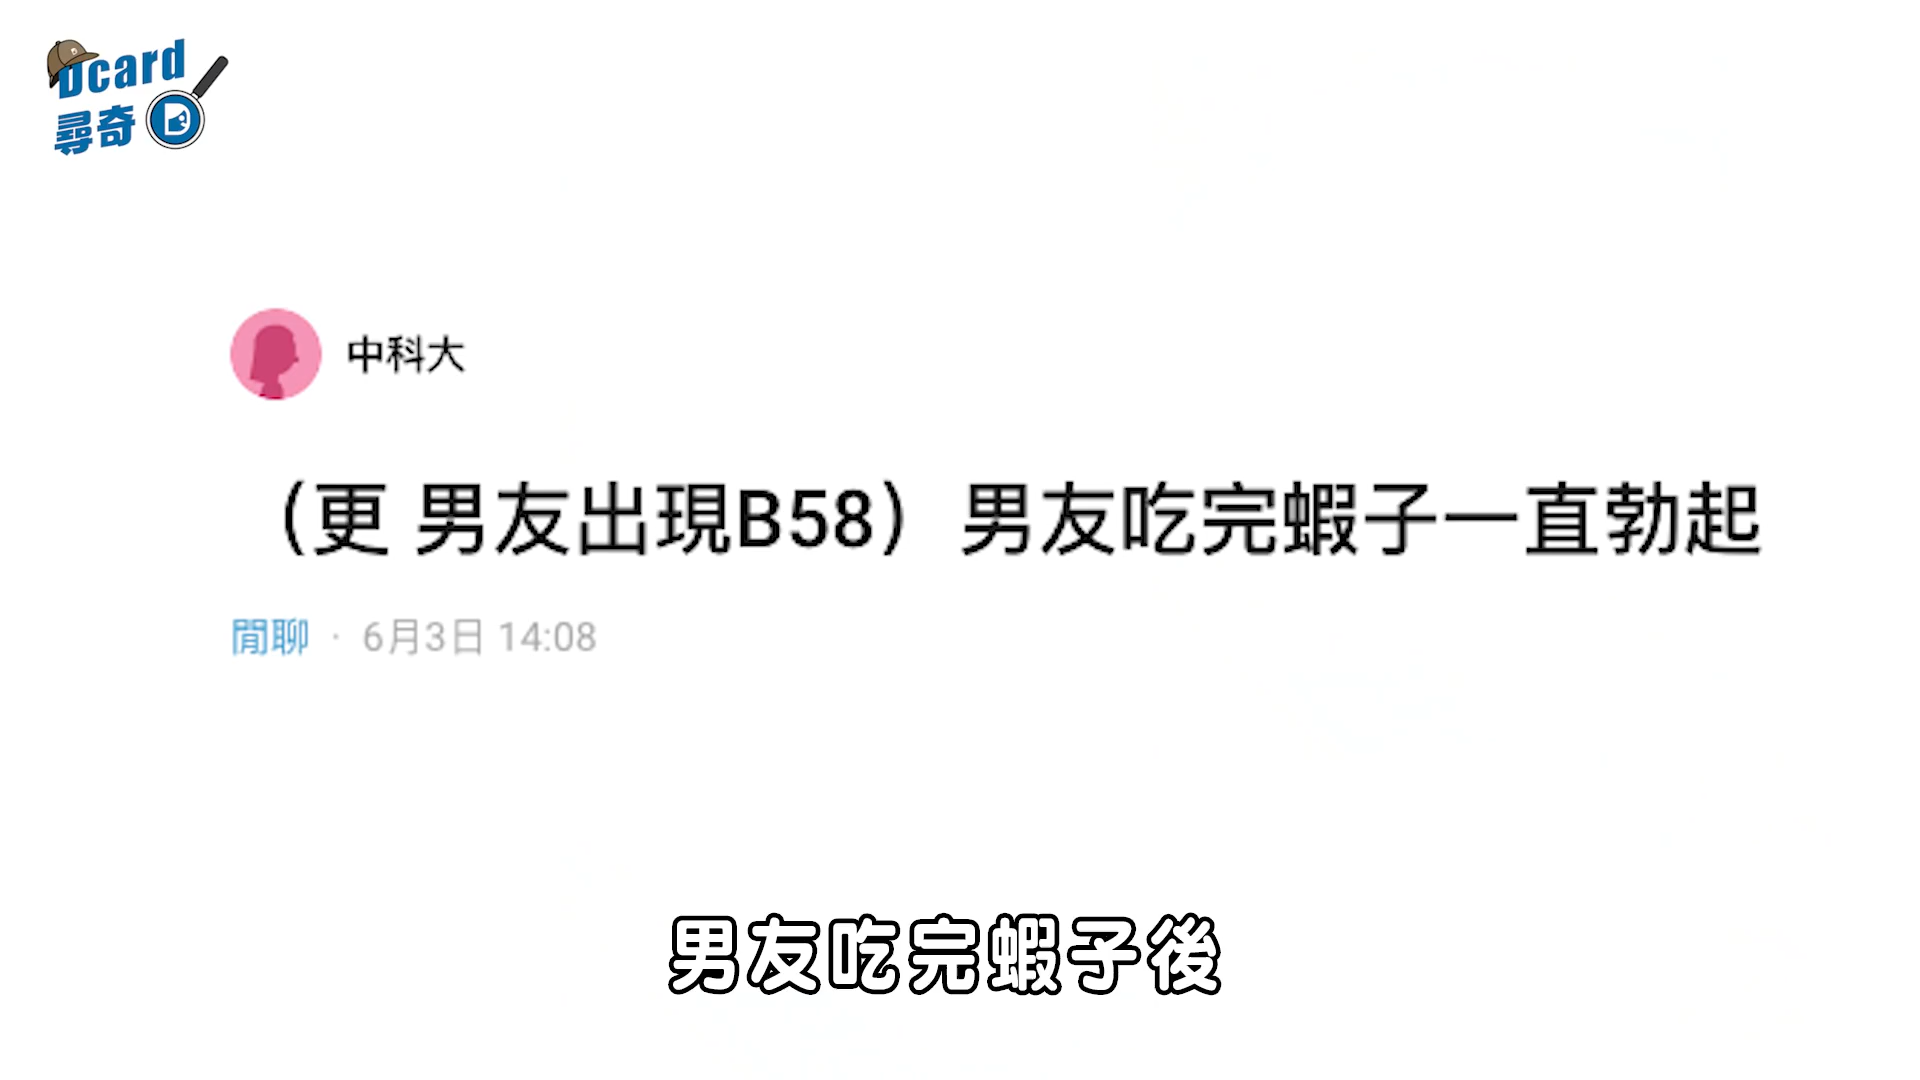 Dcard
尋奇
中科大
（更 男友出現B58）男友吃完蝦子一直勃起
閒聊 · 6月3日 14:08
男友吃完蝦子後